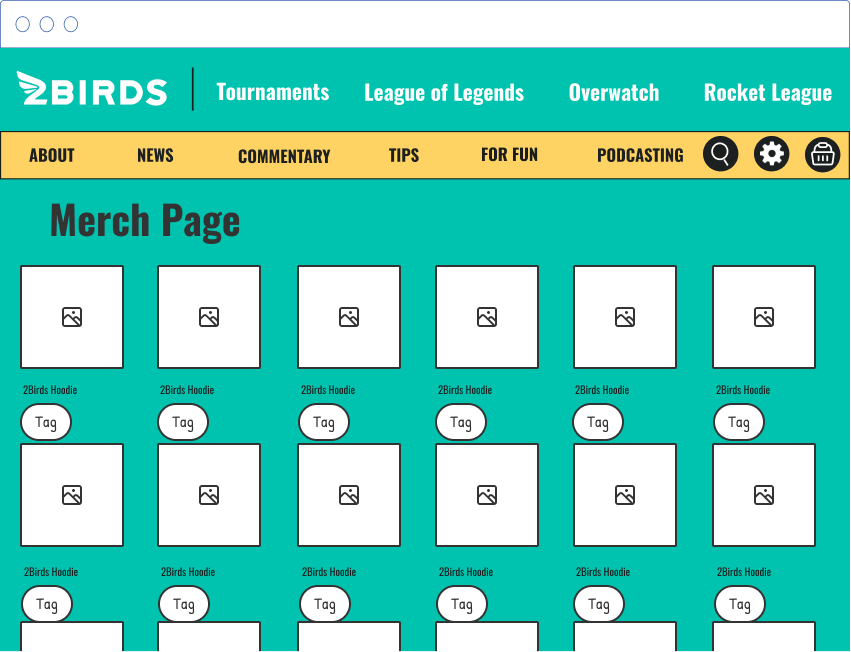 2BIRDS
Tournaments League of Legends Overwatch Rocket League
ABOUT NEWS COMMENTARY TIPS FOR FUN PODCASTING
Merch Page
2Birds Hoodie 2Birds Hoodie 2Birds Hoodie 2Birds Hoodie 2Birds Hoodie 2Birds Hoodie
Tag Tag Tag Tag Tag Tag
2Birds Hoodie 2Birds Hoodie 2Birds Hoodie 2Birds Hoodie 2Birds Hoodie 2Birds Hoodie
Tag Tag Tag Tag Tag Tag